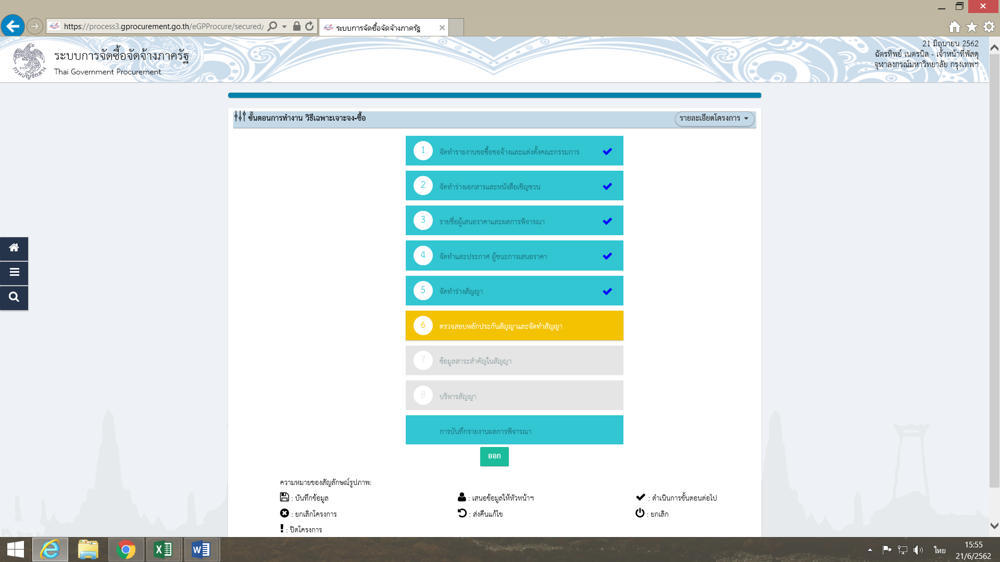 https://process3.gprocurement.go.th/eGPProcure/secured/
ระบบการจัดซื้อจัดจ้างภาครัฐ
ระบบการจัดซื้อจัดจ้างภาครัฐ
Thai Government Procurement
21 มิถุนายน 2562
ฉัตรทิพย์ เนตรนิล - เจ้าหน้าที่พัสดุ
จุฬาลงกรณ์มหาวิทยาลัย กรุงเทพฯ
กรมบัญชีกลาง
ขั้นตอนการทำงาน วิธีเฉพาะเจาะจง-ซื้อ
รายละเอียดโครงการ
1 จัดทำรายงานขอซื้อขอจ้างและแต่งตั้งคณะกรรมการ
2 จัดทำร่างเอกสารและหนังสือเชิญชวน
3 รายชื่อผู้เสนอราคาและผลการพิจารณา
4 จัดทำและประกาศ ผู้ชนะการเสนอราคา
5 จัดทำร่างสัญญา
6 ตรวจสอบหลักประกันสัญญาและจัดทำสัญญา
7 ข้อมูลสาระสำคัญในสัญญา
8 บริหารสัญญา
การบันทึกรายงานผลการพิจารณา
ออก
ความหมายของสัญลักษณ์รูปภาพ:
: บันทึกข้อมูล
: เสนอข้อมูลให้หัวหน้าฯ
: ดำเนินการขั้นตอนต่อไป
: ยกเลิกโครงการ
: ส่งคืนแก้ไข
: ยกเลิก
: ปิดโครงการ
ไทย
15:55
21/6/2562